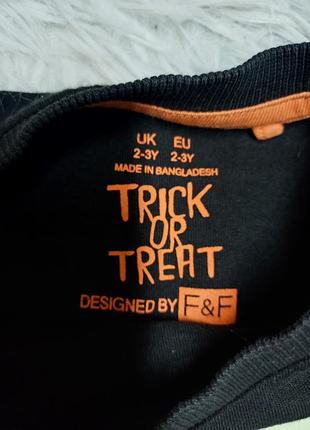 UK EU
2-3Y 2-3Y
MADE IN BANGLADESH
TRICK
OR
TREAT
DESIGNED BY F&F